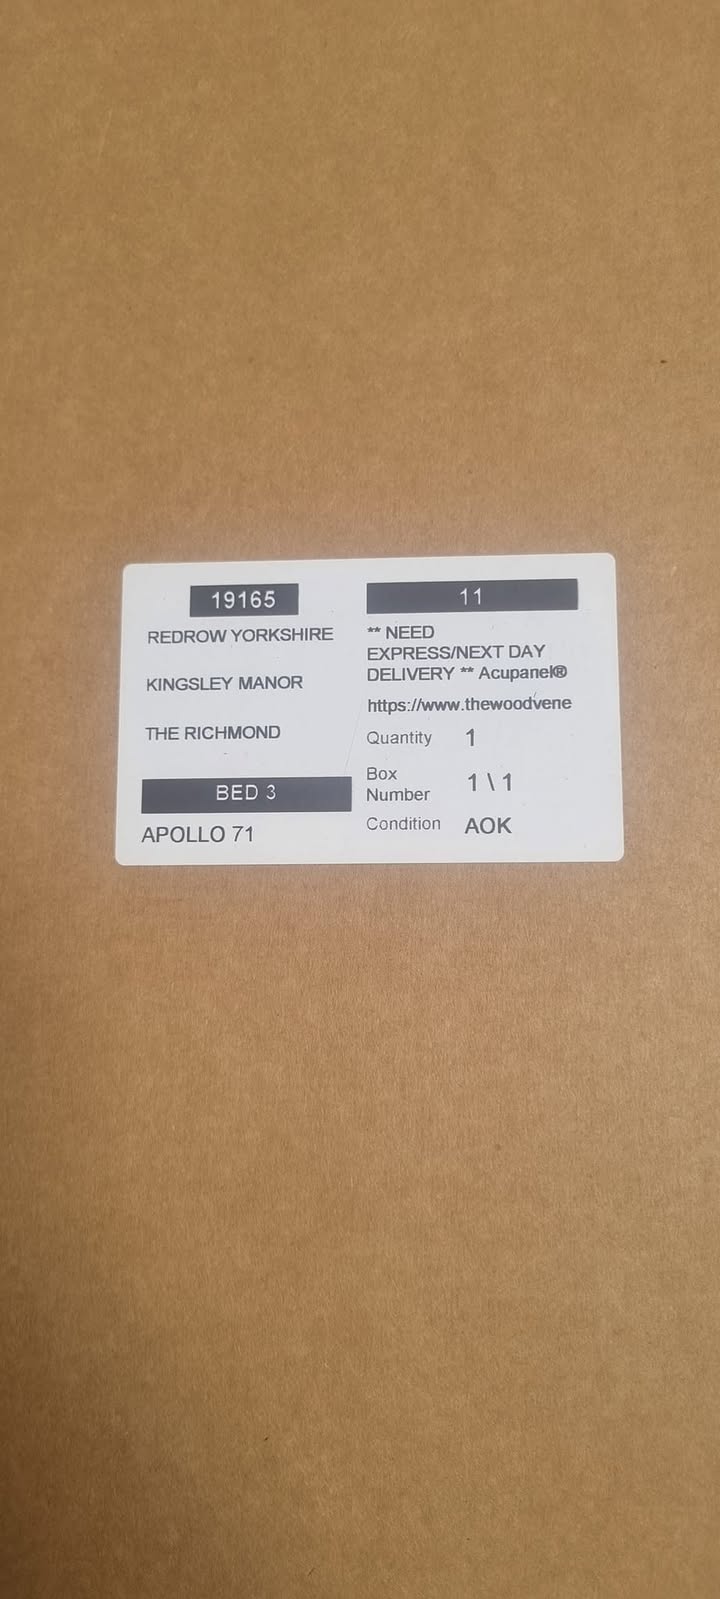 19165
REDROW YORKSHIRE
KINGSLEY MANOR
THE RICHMOND
BED 3
APOLLO 71
11
** NEED
EXPRESS/NEXT DAY
DELIVERY ** Acupanel®
https://www.thewoodvene
Quantity 1
Box
Number 1 \ 1
Condition AOK